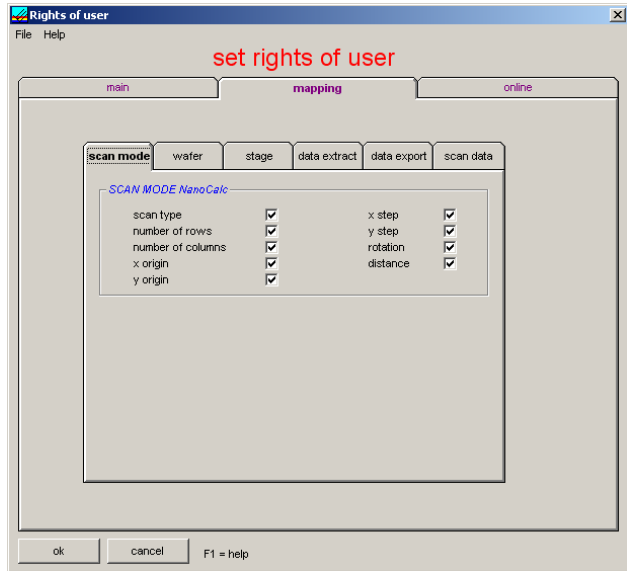 Rights of user
File Help
set rights of user
main mapping online
scan mode wafer stage data extract data export scan data
SCAN MODE NanoCalc
scan type x step
number of rows y step
number of columns rotation
x origin distance
y origin
ok cancel F1 = help